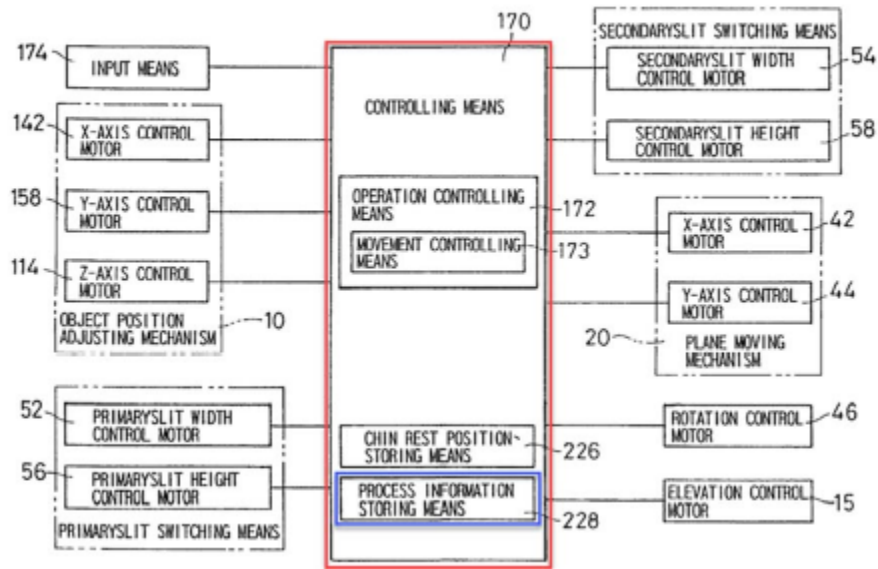 170
SECONDARYSLIT SWITCHING MEANS
174
INPUT MEANS
SECONDARYSLIT WIDTH
CONTROL MOTOR
54
CONTROLLING MEANS
142
X-AXIS CONTROL
MOTOR
SECONDARYSLIT HEIGHT
CONTROL MOTOR
58
158
Y-AXIS CONTROL
MOTOR
OPERATION CONTROLLING
MEANS
172
MOVEMENT CONTROLLING
MEANS
173
X-AXIS CONTROL
MOTOR
42
114
Z-AXIS CONTROL
MOTOR
Y-AXIS CONTROL
MOTOR
44
OBJECT POSITION
ADJUSTING MECHANISM
10
20
PLANE MOVING
MECHANISM
52
PRIMARYSLIT WIDTH
CONTROL MOTOR
CHIN REST POSITION
STORING MEANS
226
ROTATION CONTROL
MOTOR
46
56
PRIMARYSLIT HEIGHT
CONTROL MOTOR
PROCESS INFORMATION
STORING MEANS
228
ELEVATION CONTROL
MOTOR
15
PRIMARYSLIT SWITCHING MEANS